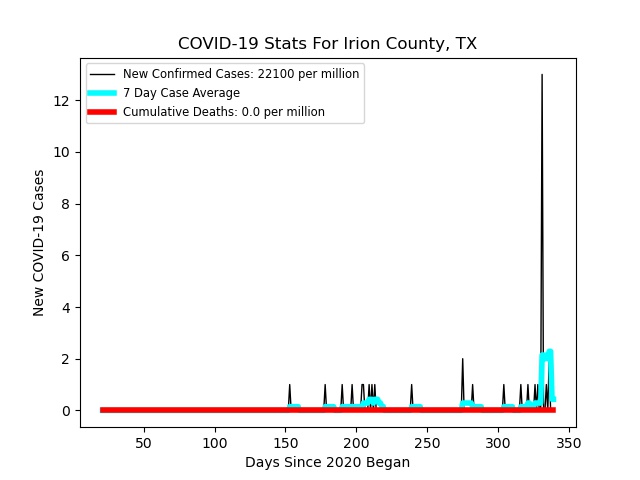 COVID-19 Stats For Irion County, TX
New Confirmed Cases: 22100 per million
7 Day Case Average
Cumulative Deaths: 0.0 per million
New COVID-19 Cases
12
10
8
6
4
2
0
50 100 150 200 250 300 350
Days Since 2020 Began